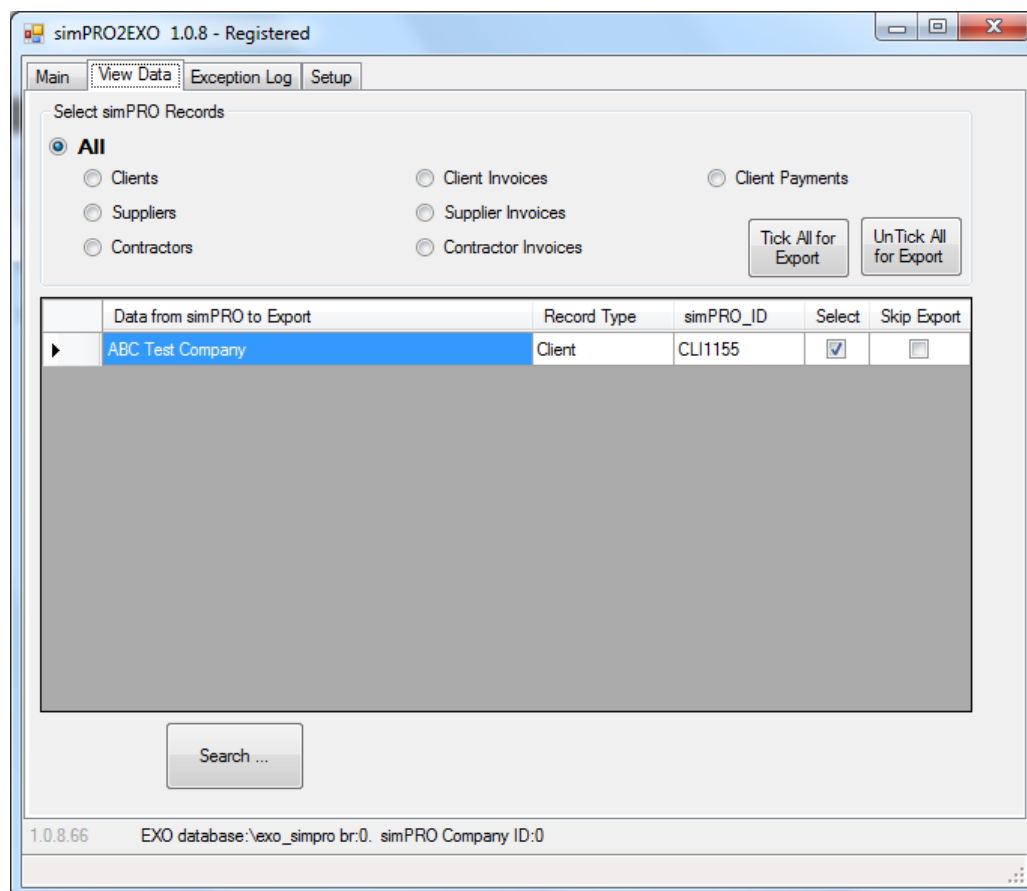 simPRO2EXO 1.0.8 - Registered
Main View Data Exception Log Setup
Select simPRO Records
All
Clients Client Invoices Client Payments
Suppliers Supplier Invoices
Contractors Contractor Invoices
Tick All for
Export
UnTick All
for Export
Data from simPRO to Export Record Type simPRO_ID Select Skip Export
ABC Test Company Client CLI1155
Search ...
1.0.8.66 EXO database:\exo_simpro br:0. simPRO Company ID:0